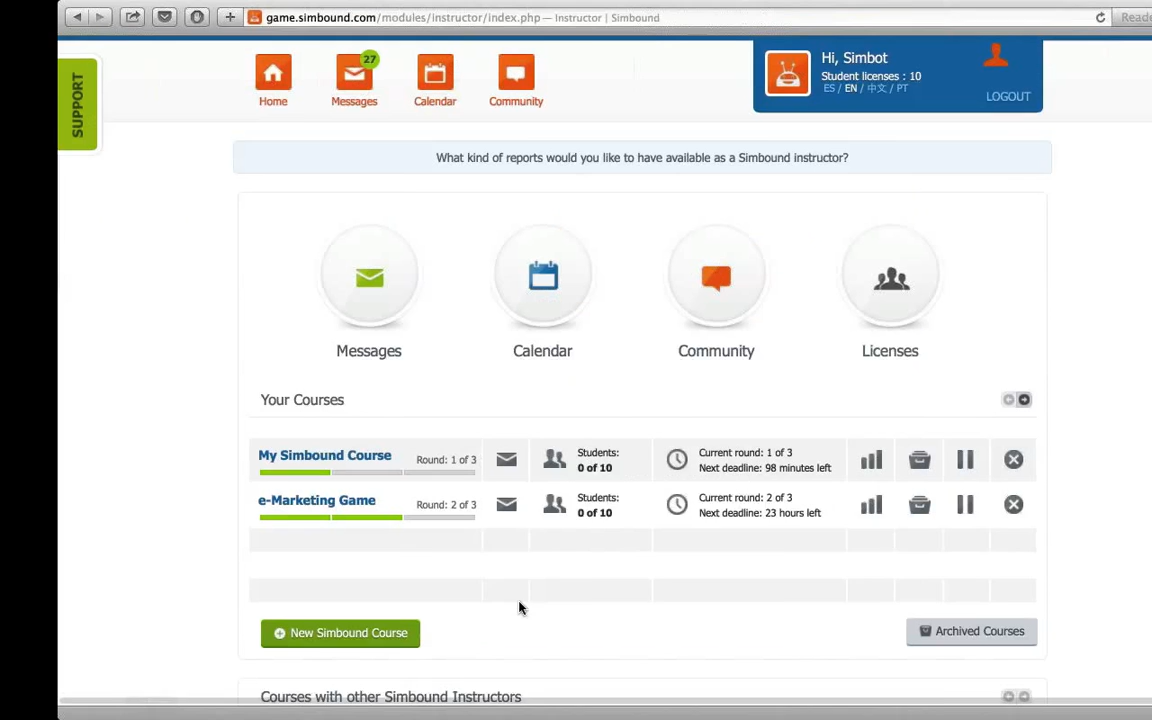 game.simbound.com/modules/instructor/index.php — Instructor | Simbound
Reade
SUPPORT
27
Home
Messages
Calendar
Community
Hi, Simbot
Student licenses : 10
ES / EN / 中文 / PT
LOGOUT
What kind of reports would you like to have available as a Simbound instructor?
Messages
Calendar
Community
Licenses
Your Courses
My Simbound Course
Round: 1 of 3
Students:
0 of 10
Current round: 1 of 3
Next deadline: 98 minutes left
e-Marketing Game
Round: 2 of 3
Students:
0 of 10
Current round: 2 of 3
Next deadline: 23 hours left
New Simbound Course
Archived Courses
Courses with other Simbound Instructors